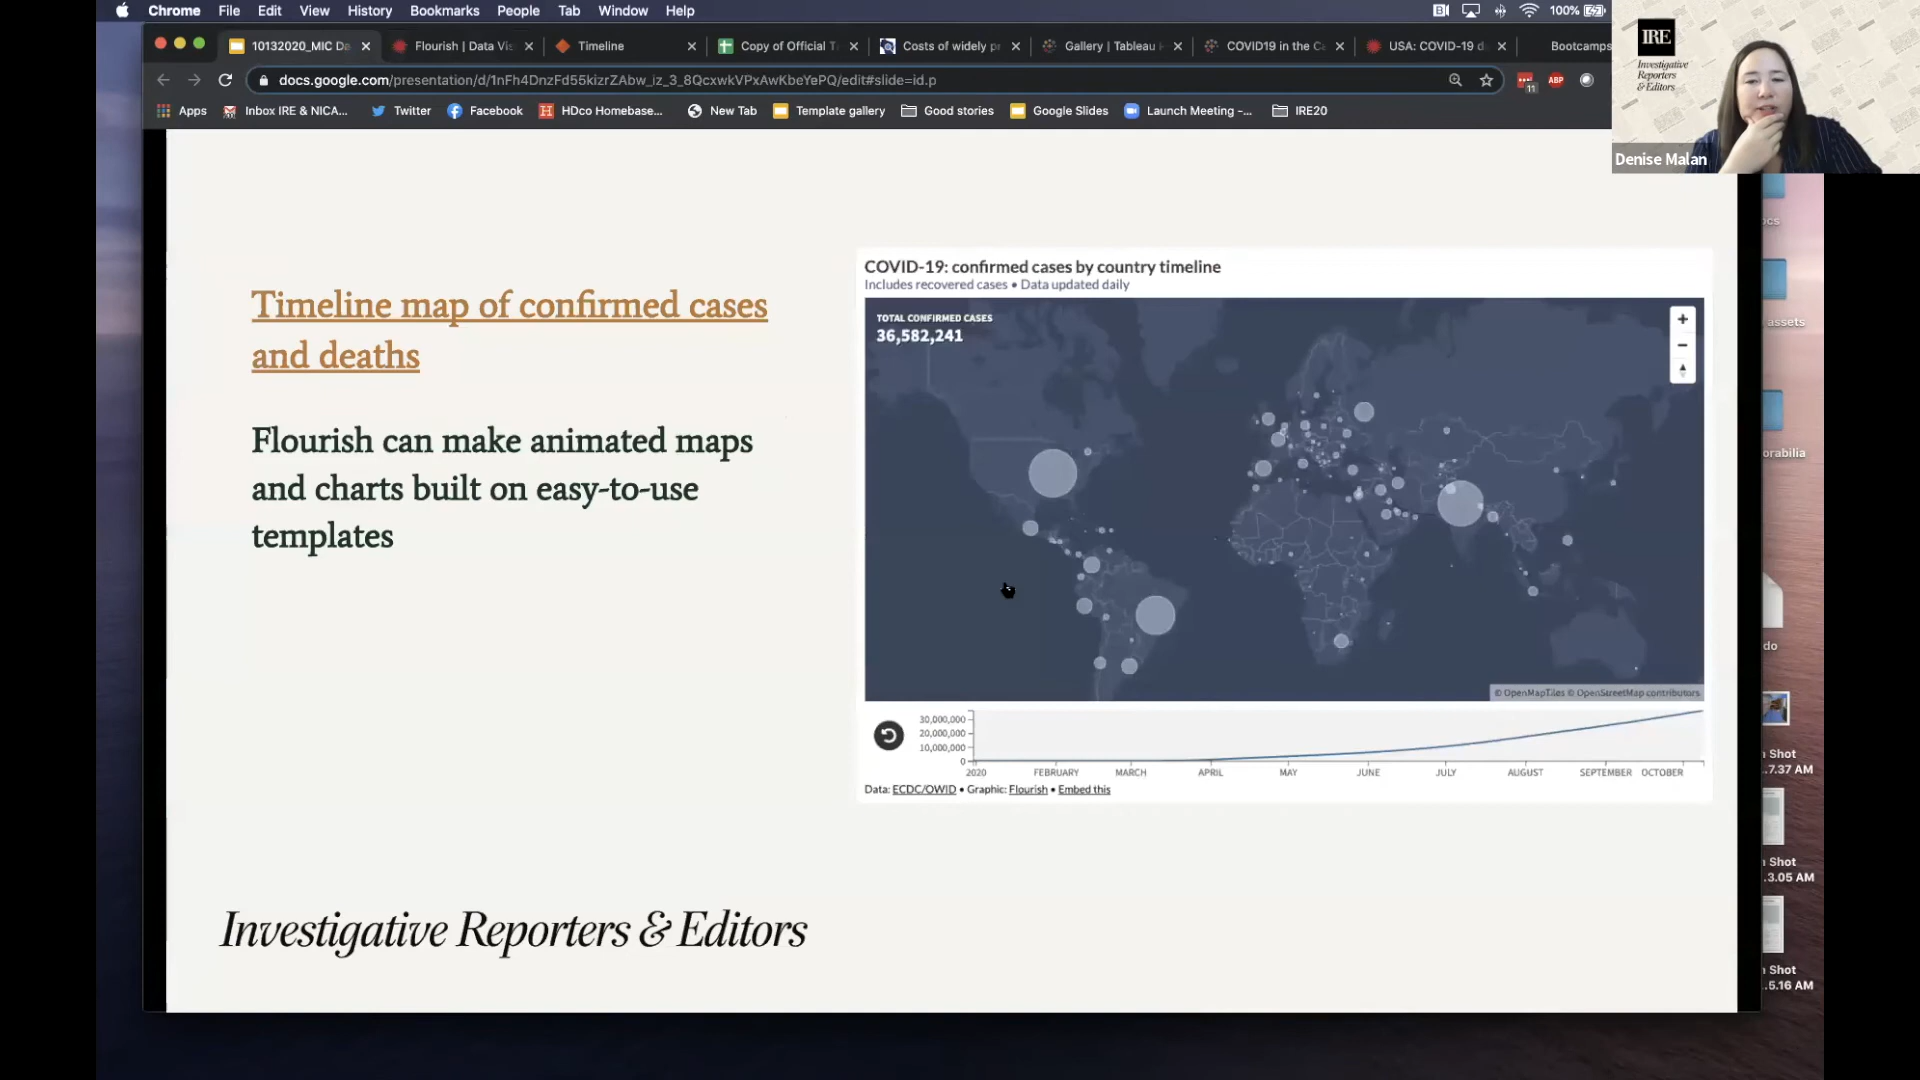 Chrome File Edit View History Bookmarks People Tab Window Help
100%
10132020_MIC Da
Flourish | Data Vis
Timeline
Copy of Official T
Costs of widely p
Gallery | Tableau
COVID19 in the C
USA: COVID-19 d
Bootcamps
docs.google.com/presentation/d/1nFh4DnzFd55kizrZAbw_iz_3_8QcxwkVPxAwKbeYePQ/edit#slide=id.p
11
ABP
Apps
Inbox IRE & NICA...
Twitter
Facebook
HDco Homebase...
New Tab
Template gallery
Good stories
Google Slides
Launch Meeting -...
IRE20
IRE
Investigative
Reporters
& Editors
Denise Malan
Timeline map of confirmed cases
and deaths
Flourish can make animated maps
and charts built on easy-to-use
templates
COVID-19: confirmed cases by country timeline
Includes recovered cases • Data updated daily
TOTAL CONFIRMED CASES
36,582,241
© OpenMapTiles © OpenStreetMap contributors
30,000,000
20,000,000
10,000,000
0
2020 FEBRUARY MARCH APRIL MAY JUNE JULY AUGUST SEPTEMBER OCTOBER
Data: ECDC/OWID • Graphic: Flourish • Embed this
Investigative Reporters & Editors
assets
orabilia
do
Shot
.7.37 AM
Shot
.3.05 AM
Shot
.5.16 AM